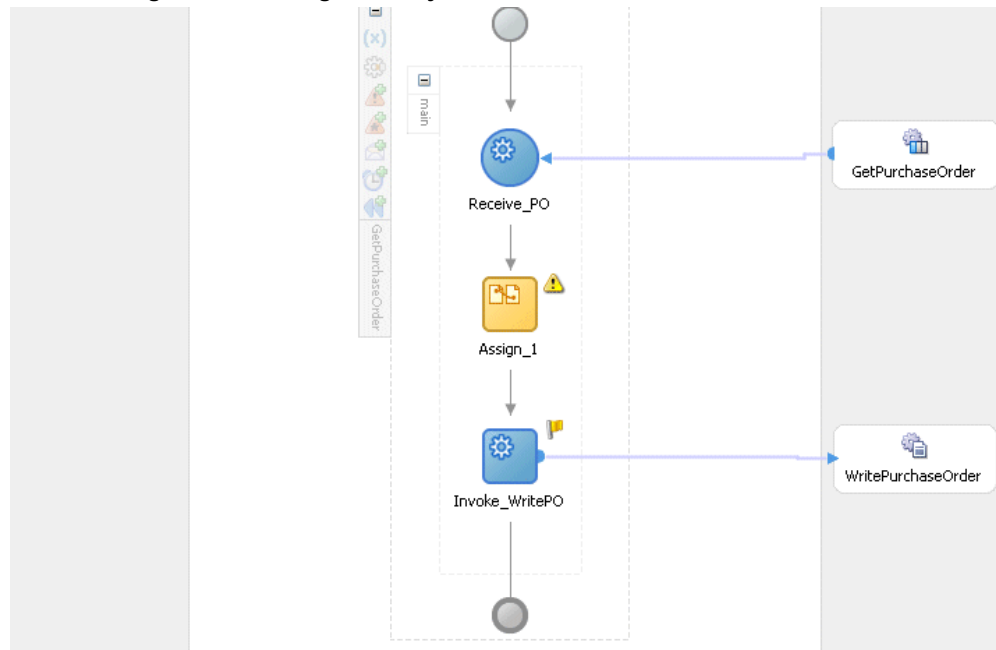 (x)
main
GetPurchaseOrder
Receive_PO
GetPurchaseOrder
Assign_1
Invoke_WritePO
WritePurchaseOrder